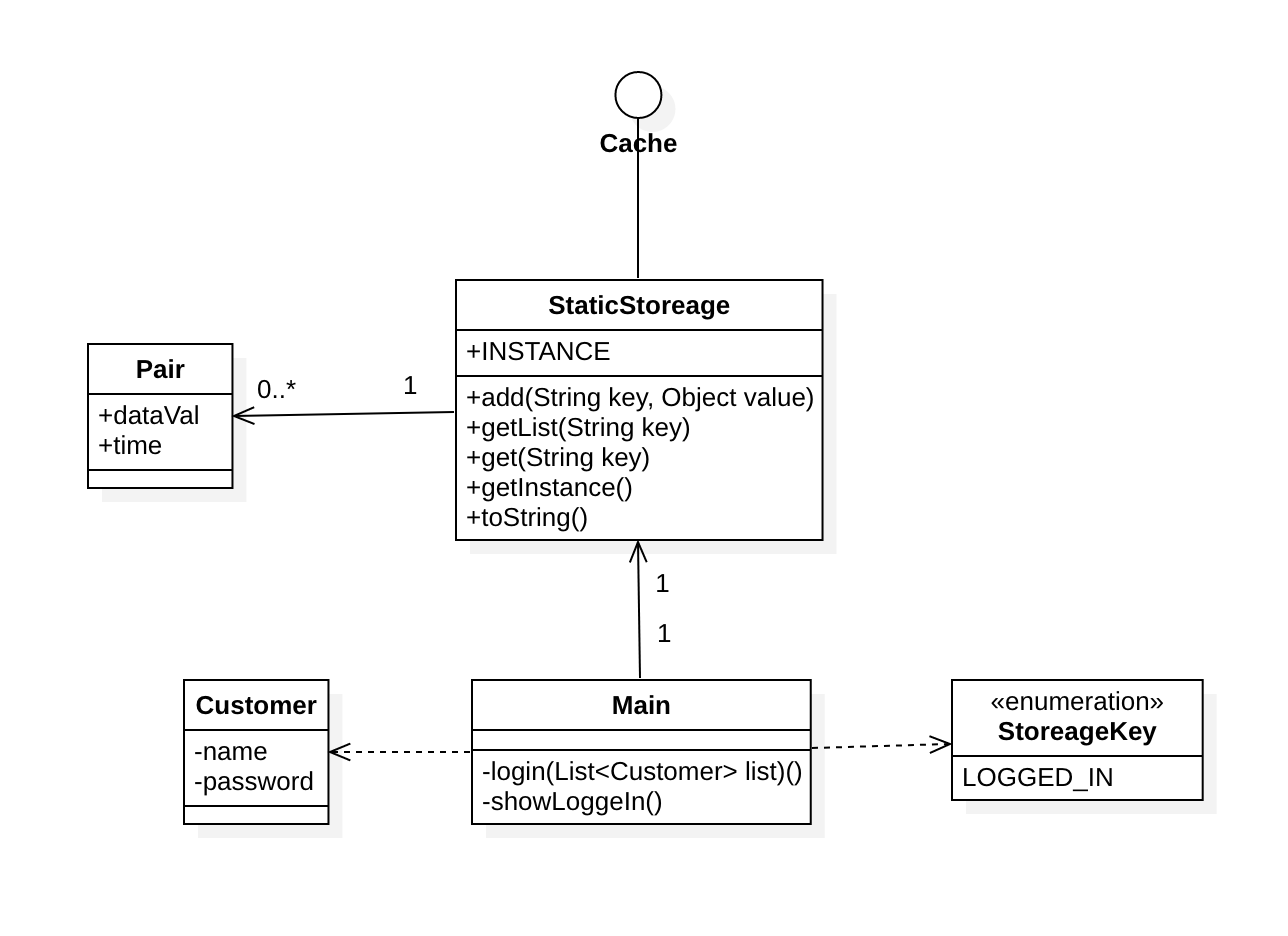 Cache
StaticStoreage
+INSTANCE
+add(String key, Object value)
+getList(String key)
+get(String key)
+getInstance()
+toString()
Pair
+dataVal
+time
0..*
1
1
1
Customer
-name
-password
Main
-login(List<Customer> list)()
-showLoggeIn()
«enumeration»
StoreageKey
LOGGED_IN